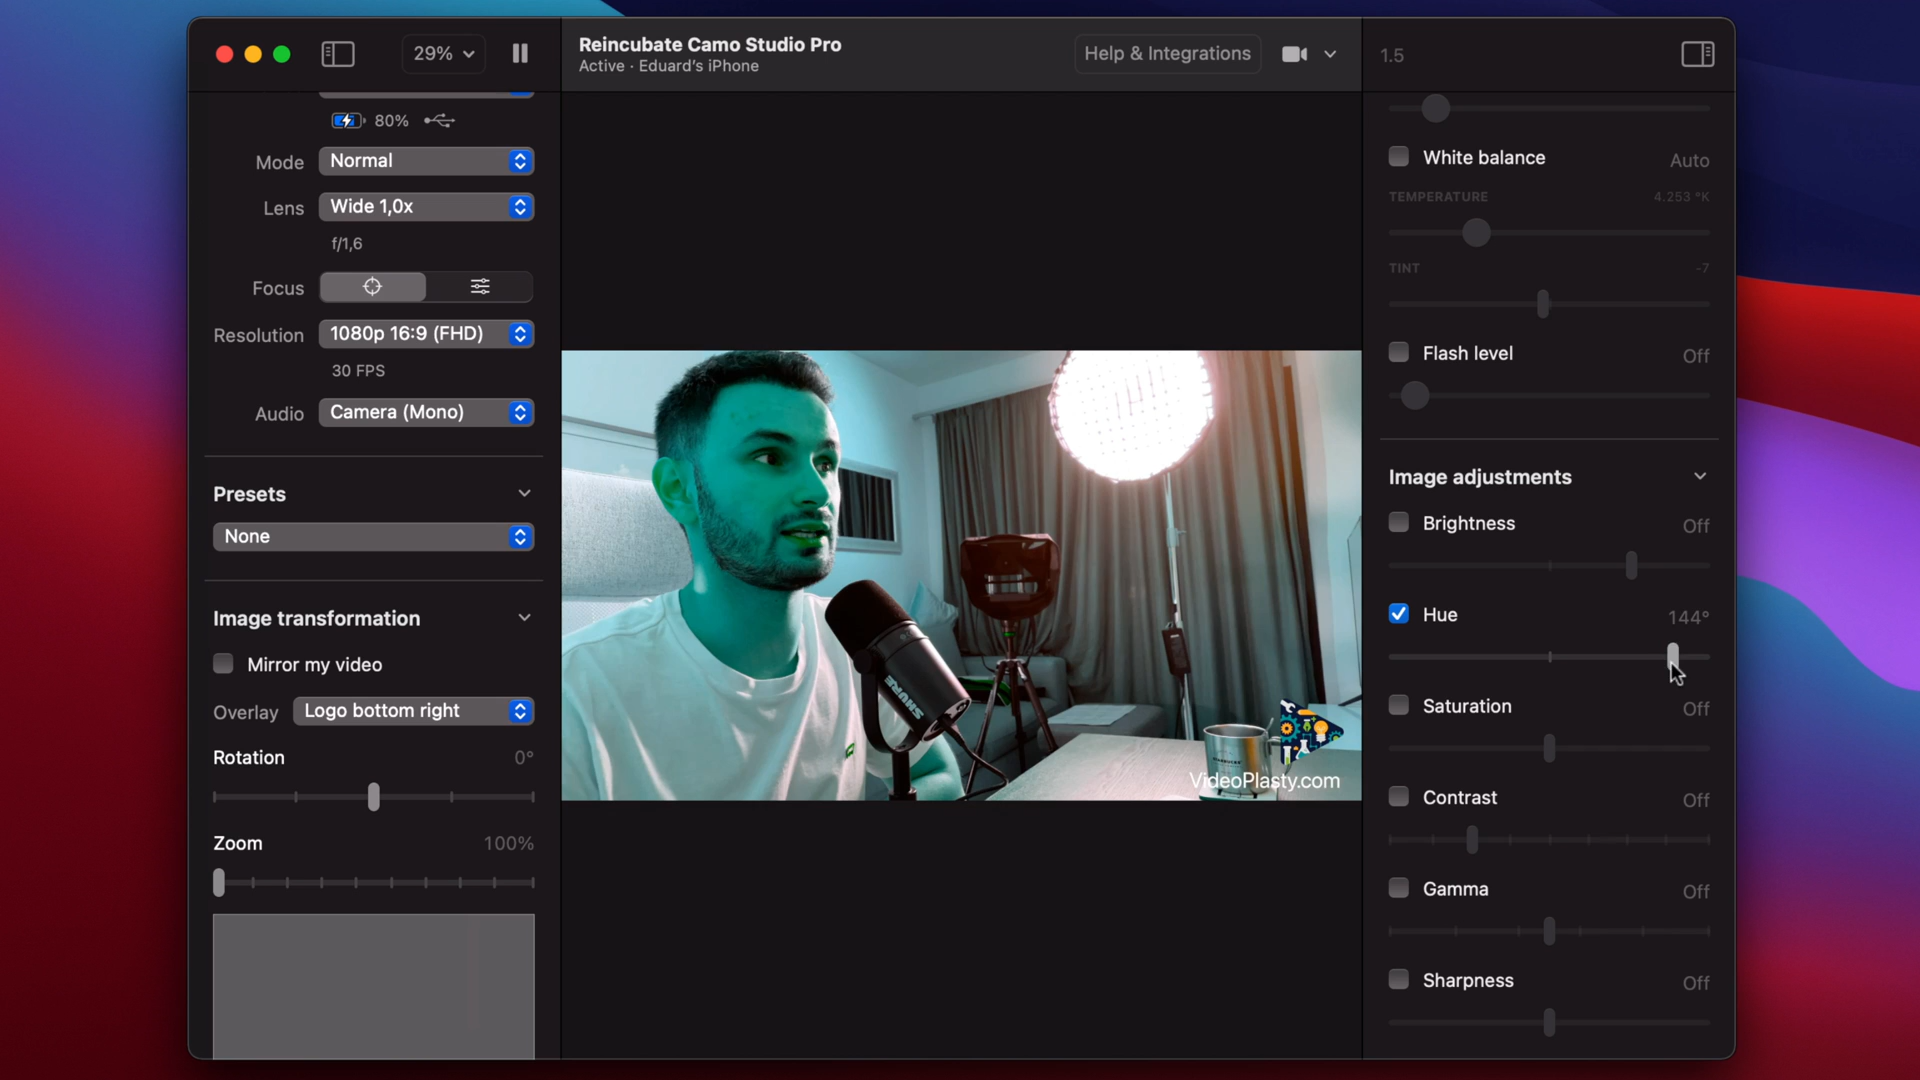 29%
Reincubate Camo Studio Pro
Active · Eduard's iPhone
Help & Integrations
1.5
80%
Mode
Normal
Lens
Wide 1,0x
f/1,6
Focus
Resolution
1080p 16:9 (FHD)
30 FPS
Audio
Camera (Mono)
Presets
None
Image transformation
Mirror my video
Overlay
Logo bottom right
Rotation
0°
Zoom
100%
SHURE
VideoPlasty.com
White balance
Auto
TEMPERATURE
4.253 °K
TINT
-7
Flash level
Off
Image adjustments
Brightness
Off
Hue
144°
Saturation
Off
Contrast
Off
Gamma
Off
Sharpness
Off